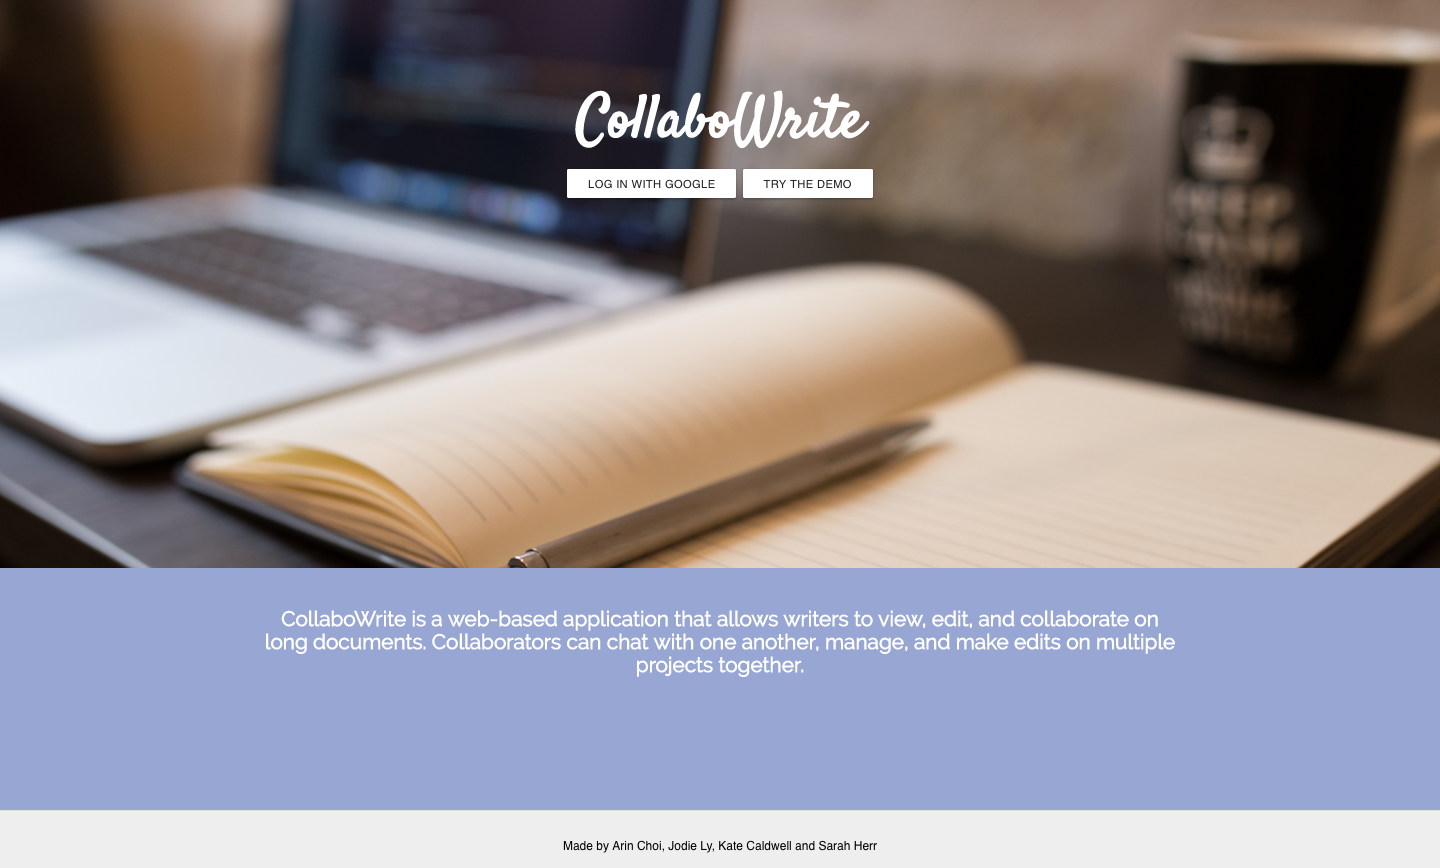 CollaboWrite
LOG IN WITH GOOGLE TRY THE DEMO
CollaboWrite is a web-based application that allows writers to view, edit, and collaborate on
long documents. Collaborators can chat with one another, manage, and make edits on multiple
projects together.
Made by Arin Choi, Jodie Ly, Kate Caldwell and Sarah Herr